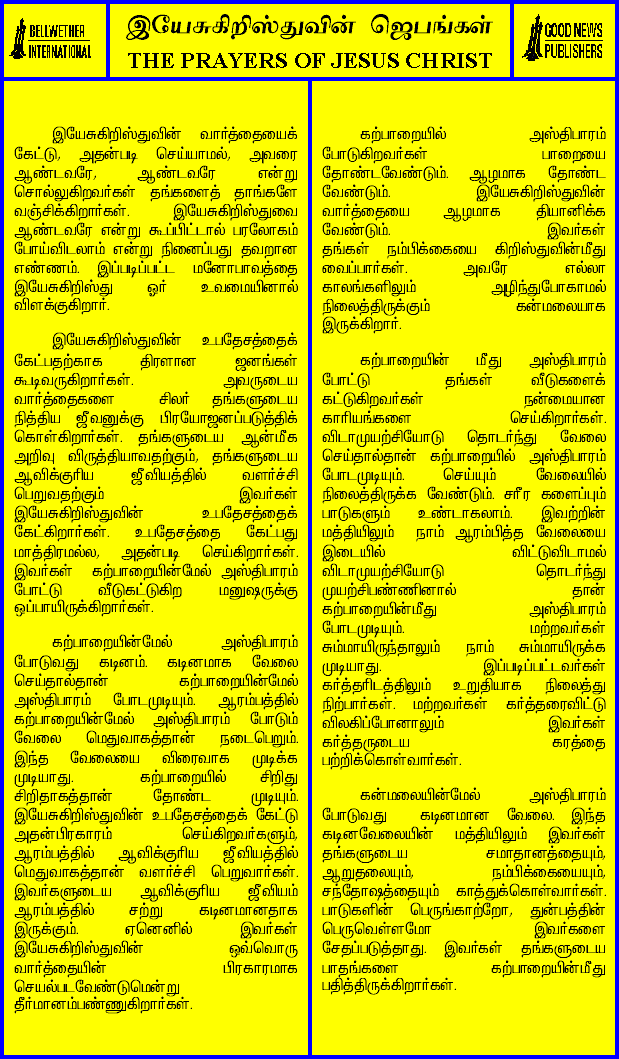 BELLWETHER
INTERNATIONAL
இயேசுகிறிஸ்துவின் ஜெபங்கள்
THE PRAYERS OF JESUS CHRIST
GOOD NEWS
PUBLISHERS
இயேசுகிறிஸ்துவின் வார்த்தையைக்
கேட்டு, அதன்படி செய்யாமல், அவரை
ஆண்டவரே, ஆண்டவரே என்று
சொல்லுகிறவர்கள் தங்களைத் தாங்களே
வஞ்சிக்கிறார்கள். இயேசுகிறிஸ்துவை
ஆண்டவரே என்று கூப்பிட்டால் பரலோகம்
போய்விடலாம் என்று நினைப்பது தவறான
எண்ணம். இப்படிப்பட்ட மனோபாவத்தை
இயேசுகிறிஸ்து ஓர் உவமையினால்
விளக்குகிறார்.
இயேசுகிறிஸ்துவின் உபதேசத்தைக்
கேட்பதற்காக திரளான ஜனங்கள்
கூடிவருகிறார்கள். அவருடைய
வார்த்தைகளை சிலர் தங்களுடைய
நித்திய ஜீவனுக்கு பிரயோஜனப்படுத்திக்
கொள்கிறார்கள். தங்களுடைய ஆன்மீக
அறிவு விருத்தியாவதற்கும், தங்களுடைய
ஆவிக்குரிய ஜீவியத்தில் வளர்ச்சி
பெறுவதற்கும் இவர்கள்
இயேசுகிறிஸ்துவின் உபதேசத்தைக்
கேட்கிறார்கள். உபதேசத்தை கேட்பது
மாத்திரமல்ல, அதன்படி செய்கிறார்கள்.
இவர்கள் கற்பாறையின்மேல் அஸ்திபாரம்
போட்டு வீடுகட்டுகிற மனுஷருக்கு
ஒப்பாயிருக்கிறார்கள்.
கற்பாறையின்மேல் அஸ்திபாரம்
போடுவது கடினம். கடினமாக வேலை
செய்தால்தான் கற்பாறையின்மேல்
அஸ்திபாரம் போடமுடியும். ஆரம்பத்தில்
கற்பாறையின்மேல் அஸ்திபாரம் போடும்
வேலை மெதுவாகத்தான் நடைபெறும்.
இந்த வேலையை விரைவாக முடிக்க
முடியாது. கற்பாறையில் சிறிது
சிறிதாகத்தான் தோண்ட முடியும்.
இயேசுகிறிஸ்துவின் உபதேசத்தைக் கேட்டு
அதன்பிரகாரம் செய்கிறவர்களும்,
ஆரம்பத்தில் ஆவிக்குரிய ஜீவியத்தில்
மெதுவாகத்தான் வளர்ச்சி பெறுவார்கள்.
இவர்களுடைய ஆவிக்குரிய ஜீவியம்
ஆரம்பத்தில் சற்று கடினமானதாக
இருக்கும். ஏனெனில் இவர்கள்
இயேசுகிறிஸ்துவின் ஒவ்வொரு
வார்த்தையின் பிரகாரமாக
செயல்படவேண்டுமென்று
தீர்மானம்பண்ணுகிறார்கள்.
கற்பாறையில் அஸ்திபாரம்
போடுகிறவர்கள் பாறையை
தோண்டவேண்டும். ஆழமாக தோண்ட
வேண்டும். இயேசுகிறிஸ்துவின்
வார்த்தையை ஆழமாக தியானிக்க
வேண்டும். இவர்கள்
தங்கள் நம்பிக்கையை கிறிஸ்துவின்மீது
வைப்பார்கள். அவரே எல்லா
காலங்களிலும் அழிந்துபோகாமல்
நிலைத்திருக்கும் கன்மலையாக
இருக்கிறார்.
கற்பாறையின் மீது அஸ்திபாரம்
போட்டு தங்கள் வீடுகளைக்
கட்டுகிறவர்கள் நன்மையான
காரியங்களை செய்கிறார்கள்.
விடாமுயற்சியோடு தொடர்ந்து வேலை
செய்தால்தான் கற்பாறையில் அஸ்திபாரம்
போடமுடியும். செய்யும் வேலையில்
நிலைத்திருக்க வேண்டும். சரீர களைப்பும்
பாடுகளும் உண்டாகலாம். இவற்றின்
மத்தியிலும் நாம் ஆரம்பித்த வேலையை
இடையில் விட்டுவிடாமல்
விடாமுயற்சியோடு தொடர்ந்து
முயற்சிபண்ணினால் தான்
கற்பாறையின்மீது அஸ்திபாரம்
போடமுடியும். மற்றவர்கள்
சும்மாயிருந்தாலும் நாம் சும்மாயிருக்க
முடியாது. இப்படிப்பட்டவர்கள்
கர்த்தரிடத்திலும் உறுதியாக நிலைத்து
நிற்பார்கள். மற்றவர்கள் கர்த்தரைவிட்டு
விலகிப்போனாலும் இவர்கள்
கர்த்தருடைய கரத்தை
பற்றிக்கொள்வார்கள்.
கன்மலையின்மேல் அஸ்திபாரம்
போடுவது கடினமான வேலை. இந்த
கடினவேலையின் மத்தியிலும் இவர்கள்
தங்களுடைய சமாதானத்தையும்,
ஆறுதலையும், நம்பிக்கையையும்,
சந்தோஷத்தையும் காத்துக்கொள்வார்கள்.
பாடுகளின் பெருங்காற்றோ, துன்பத்தின்
பெருவெள்ளமோ இவர்களை
சேதப்படுத்தாது. இவர்கள் தங்களுடைய
பாதங்களை கற்பாறையின்மீது
பதித்திருக்கிறார்கள்.